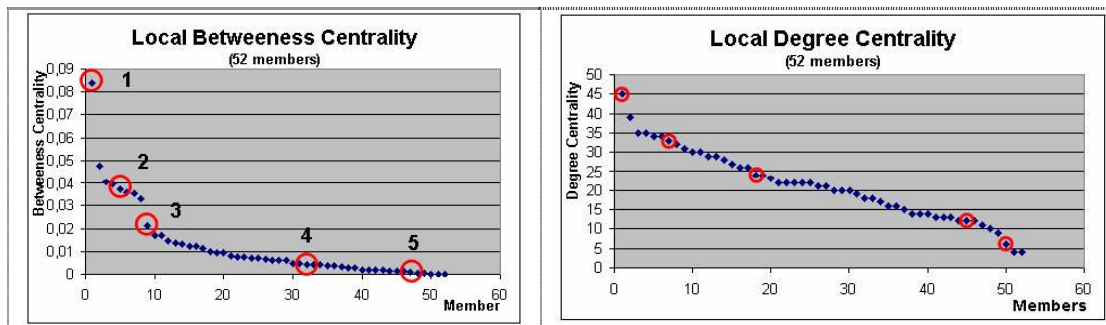 Local Betweeness Centrality
(52 members)
Betweeness Centrality
0,09
0,08
0,07
0,06
0,05
0,04
0,03
0,02
0,01
0
1
2
3
4
5
0 10 20 30 40 50 60
Member
Local Degree Centrality
(52 members)
Degree Centrality
50
45
40
35
30
25
20
15
10
5
0
0 10 20 30 40 50 60
Members